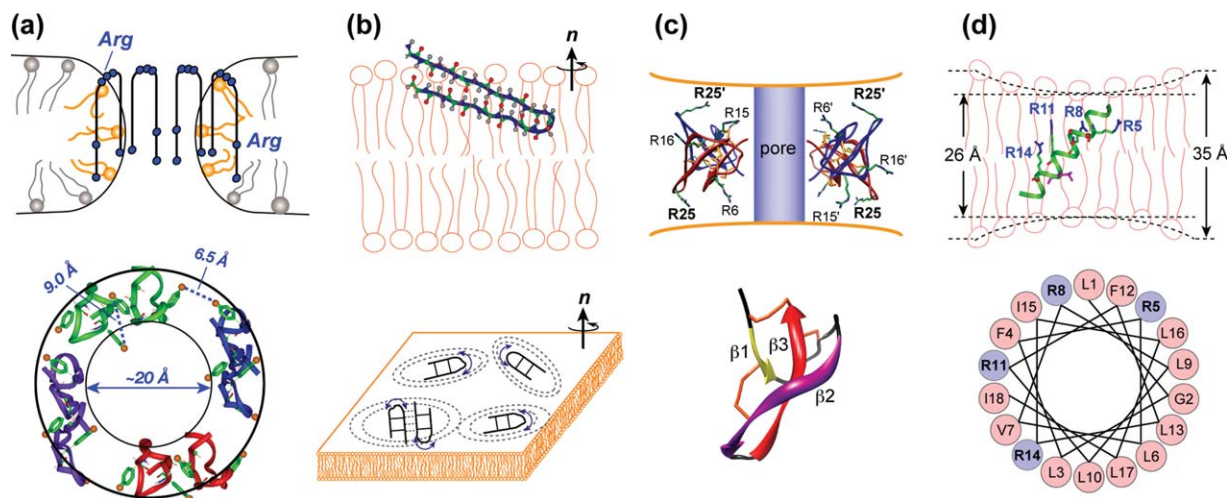 (a)
Arg
Arg
9.0 Å
6.5 Å
~20 Å
(b)
n
n
(c)
R25'
R25'
R15
R6'
R16
R16'
pore
R25
R6
R15'
R25
β1
β3
β2
(d)
R11
R8
R5
R14
26 Å
35 Å
R8
L1
F12
R5
I15
L16
F4
L9
R11
G2
I18
L13
V7
L6
R14
L3
L10
L17